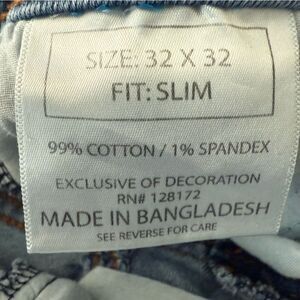 SIZE: 32 X 32
FIT: SLIM
99% COTTON / 1% SPANDEX
EXCLUSIVE OF DECORATION
RN# 128172
MADE IN BANGLADESH
SEE REVERSE FOR CARE